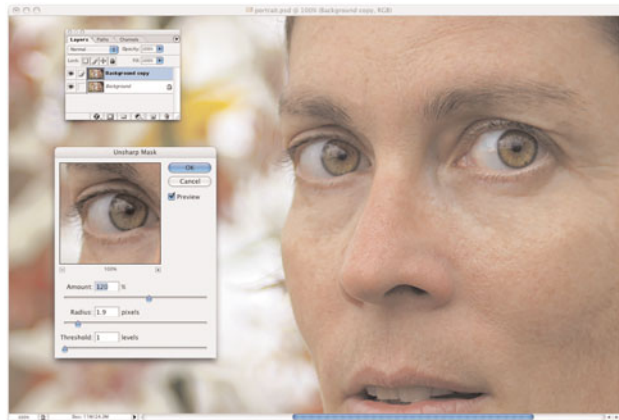 portrait.psd @ 100% (Background copy, RGB)
Layers Paths Channels
Normal Opacity: 100%
Lock: Fill: 100%
Background copy
Background
Unsharp Mask
OK
Cancel
Preview
100%
Amount: 120 %
Radius: 1.9 pixels
Threshold: 1 levels